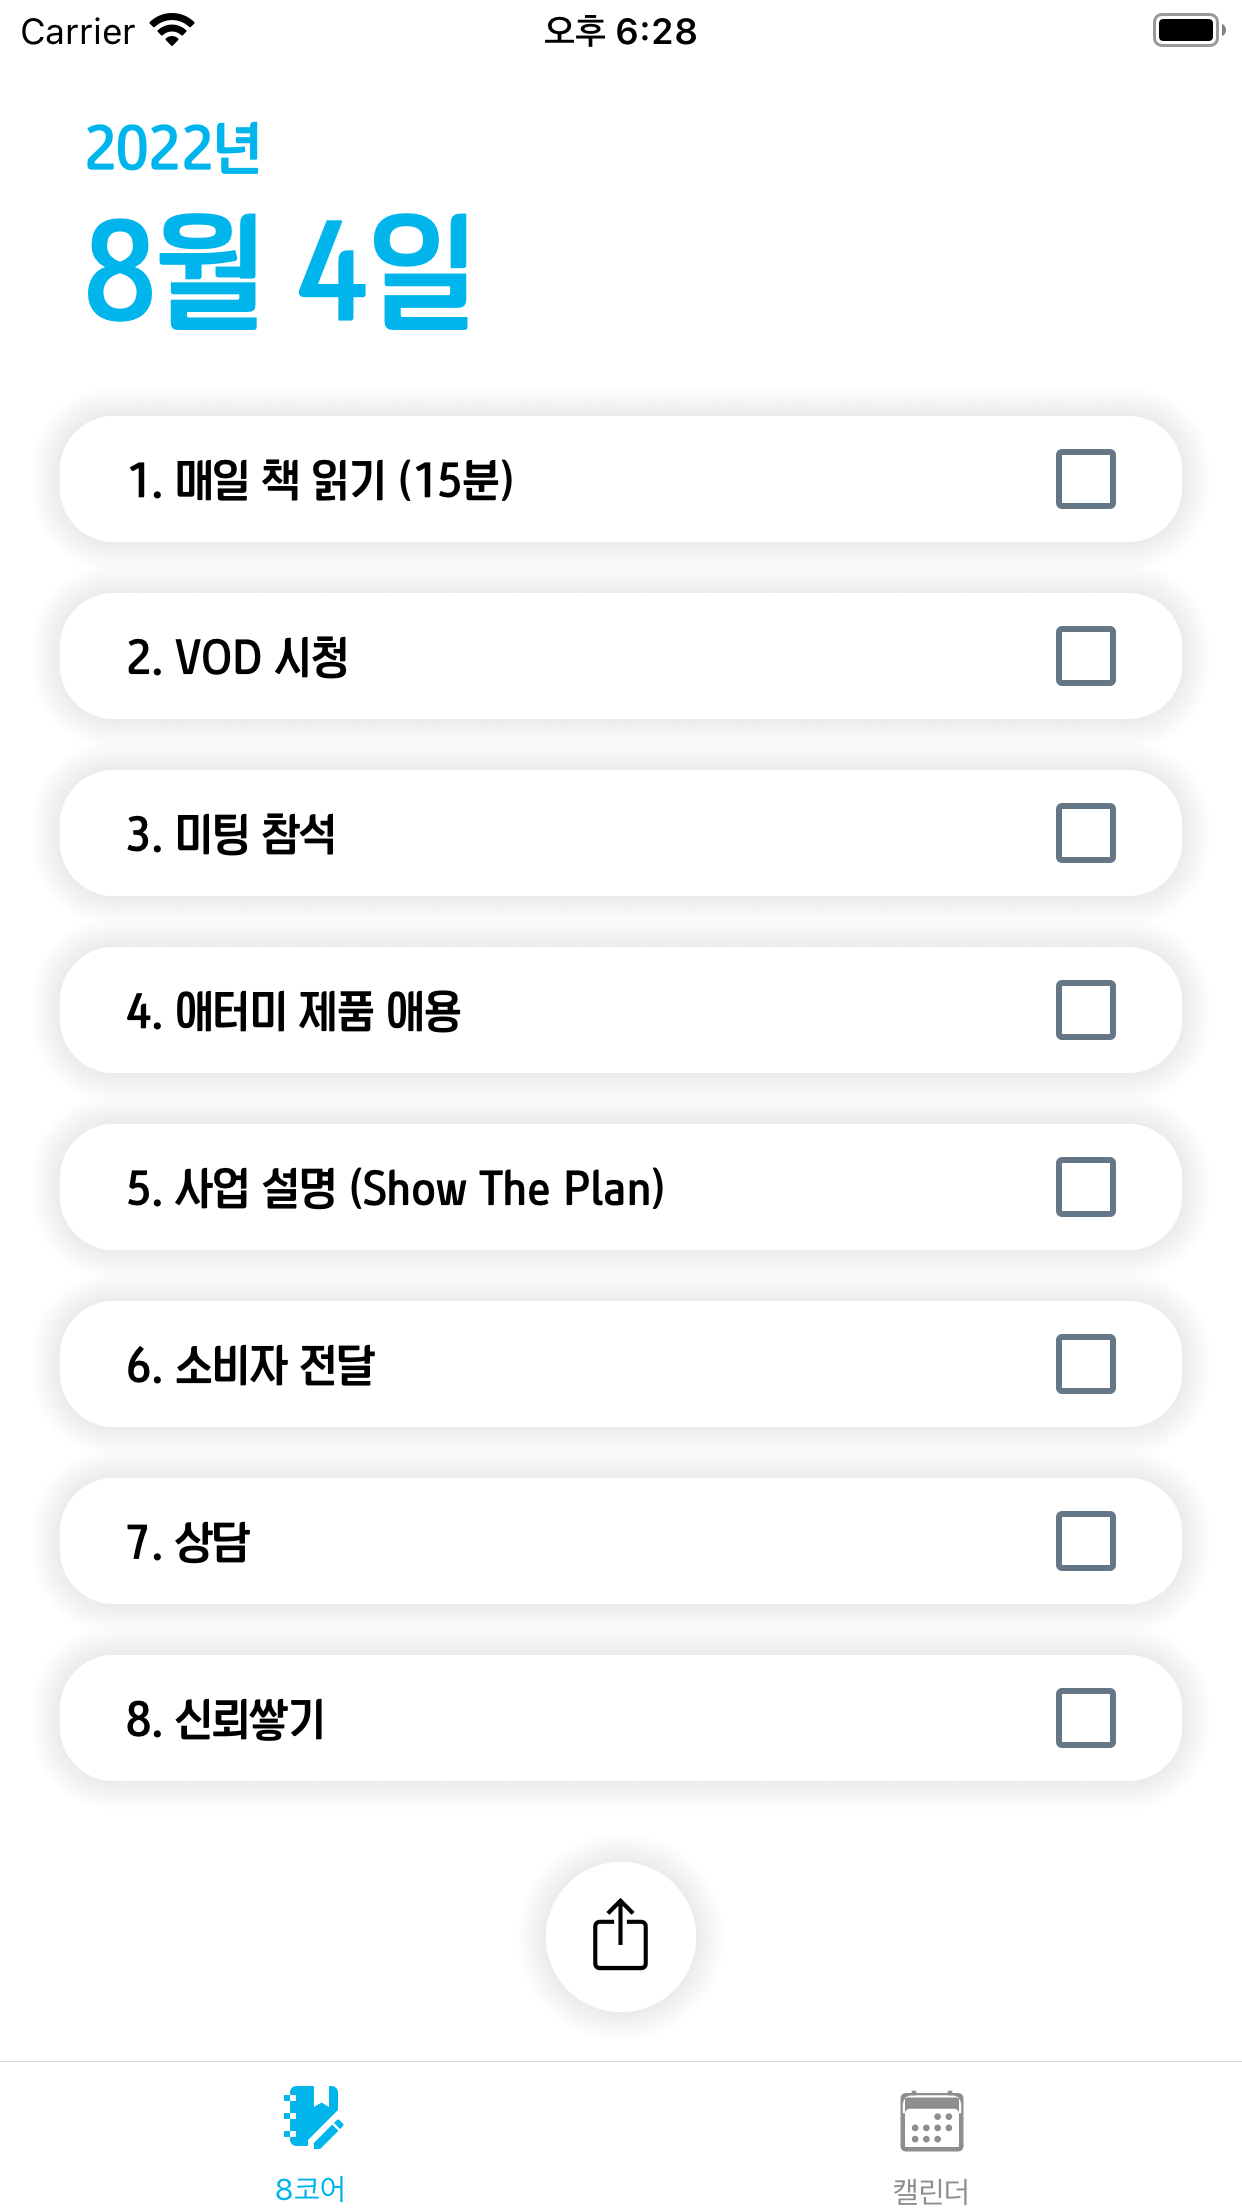 Carrier 오후 6:28
2022년
8월 4일
1. 매일 책 읽기 (15분)
2. VOD 시청
3. 미팅 참석
4. 애터미 제품 애용
5. 사업 설명 (Show The Plan)
6. 소비자 전달
7. 상담
8. 신뢰쌓기
8코어 캘린더